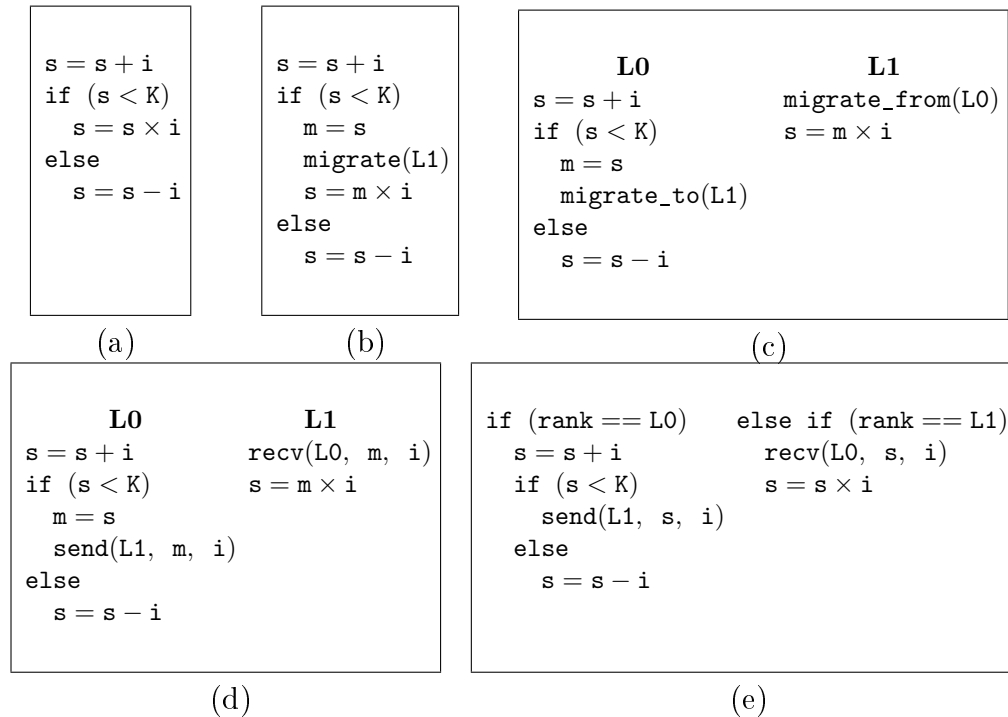 s = s + i
if (s < K)
s = s × i
else
s = s − i
(a)
s = s + i
if (s < K)
m = s
migrate(L1)
s = m × i
else
s = s − i
(b)
L0
s = s + i
if (s < K)
m = s
migrate_to(L1)
else
s = s − i
L1
migrate_from(L0)
s = m × i
(c)
L0
s = s + i
if (s < K)
m = s
send(L1, m, i)
else
s = s − i
L1
recv(L0, m, i)
s = m × i
(d)
if (rank == L0)
s = s + i
if (s < K)
send(L1, s, i)
else
s = s − i
else if (rank == L1)
recv(L0, s, i)
s = s × i
(e)